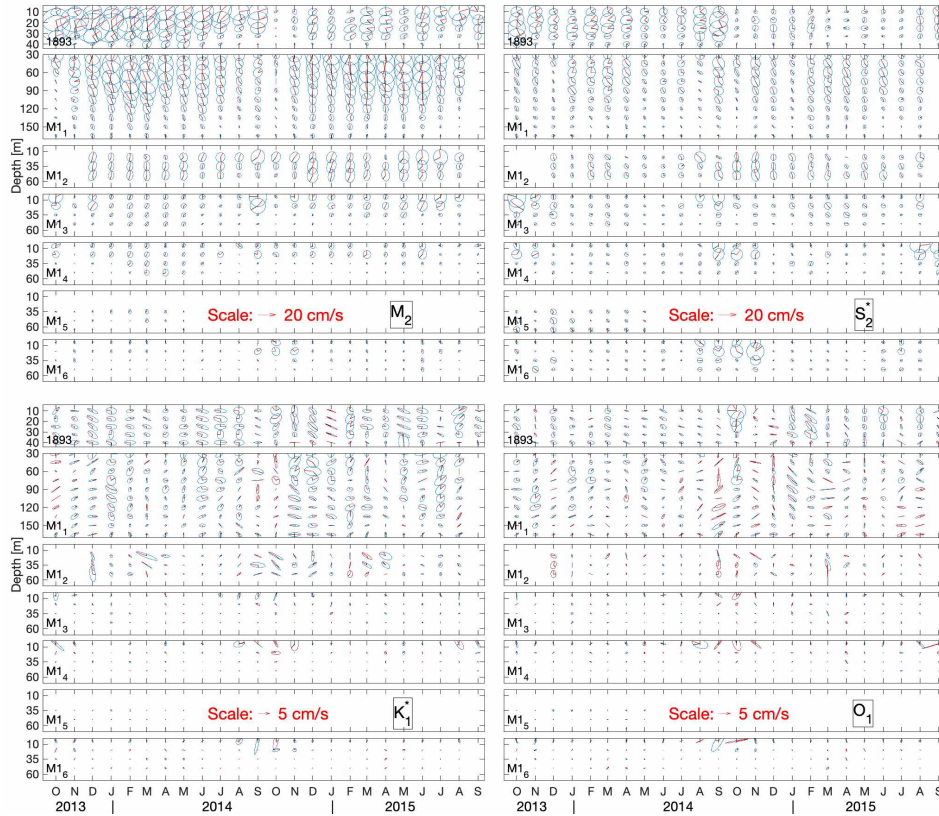 10
20
30
40
1893
30
60
90
120
150
M1₁
Depth [m]
10
35
60
M1₂
10
35
60
M1₃
10
35
60
M1₄
10
35
60
M1₅
Scale: → 20 cm/s
M₂
10
35
60
M1₆
1893
M1₁
M1₂
M1₃
M1₄
M1₅
Scale: → 20 cm/s
S₂*
M1₆
10
20
30
40
1893
30
60
90
120
150
M1₁
Depth [m]
10
35
60
M1₂
10
35
60
M1₃
10
35
60
M1₄
10
35
60
M1₅
Scale: → 5 cm/s
K₁*
10
35
60
M1₆
O N D J F M A M J J A S O N D J F M A M J J A S
2013 2014 2015
1893
M1₁
M1₂
M1₃
M1₄
M1₅
Scale: → 5 cm/s
O₁
M1₆
O N D J F M A M J J A S O N D J F M A M J J A S
2013 2014 2015